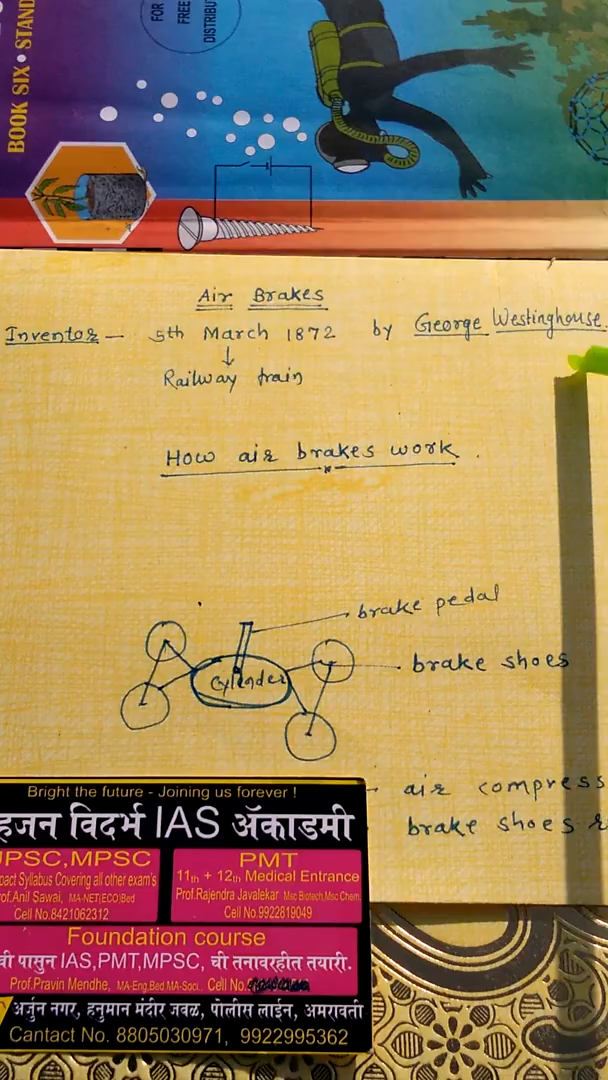 BOOK SIX • STAND
FOR
FREE
DISTRIBUT
Air Brakes
Inventor — 5th March 1872 by George Westinghouse.
↓
Railway train
How air brakes work.
brake pedal
brake shoes
Cylender
air compress
brake shoes
Bright the future - Joining us forever !
हजन विदर्भ IAS ॲकाडमी
UPSC,MPSC
pact Syllabus Covering all other exam's
rof.Anil Sawai, MA-NET(ECO)Bed
Cell No.8421062312
PMT
11th + 12th Medical Entrance
Prof.Rajendra Javalekar Msc Biotech,Msc Chem.
Cell No.9922819049
Foundation course
वी पासुन IAS,PMT,MPSC, ची तनावरहीत तयारी.
Prof.Pravin Mendhe, MA-Eng,Bed MA-Soci.. Cell No.
अर्जुन नगर, हनुमान मंदीर जवळ, पोलीस लाईन, अमरावती
Cantact No. 8805030971, 9922995362